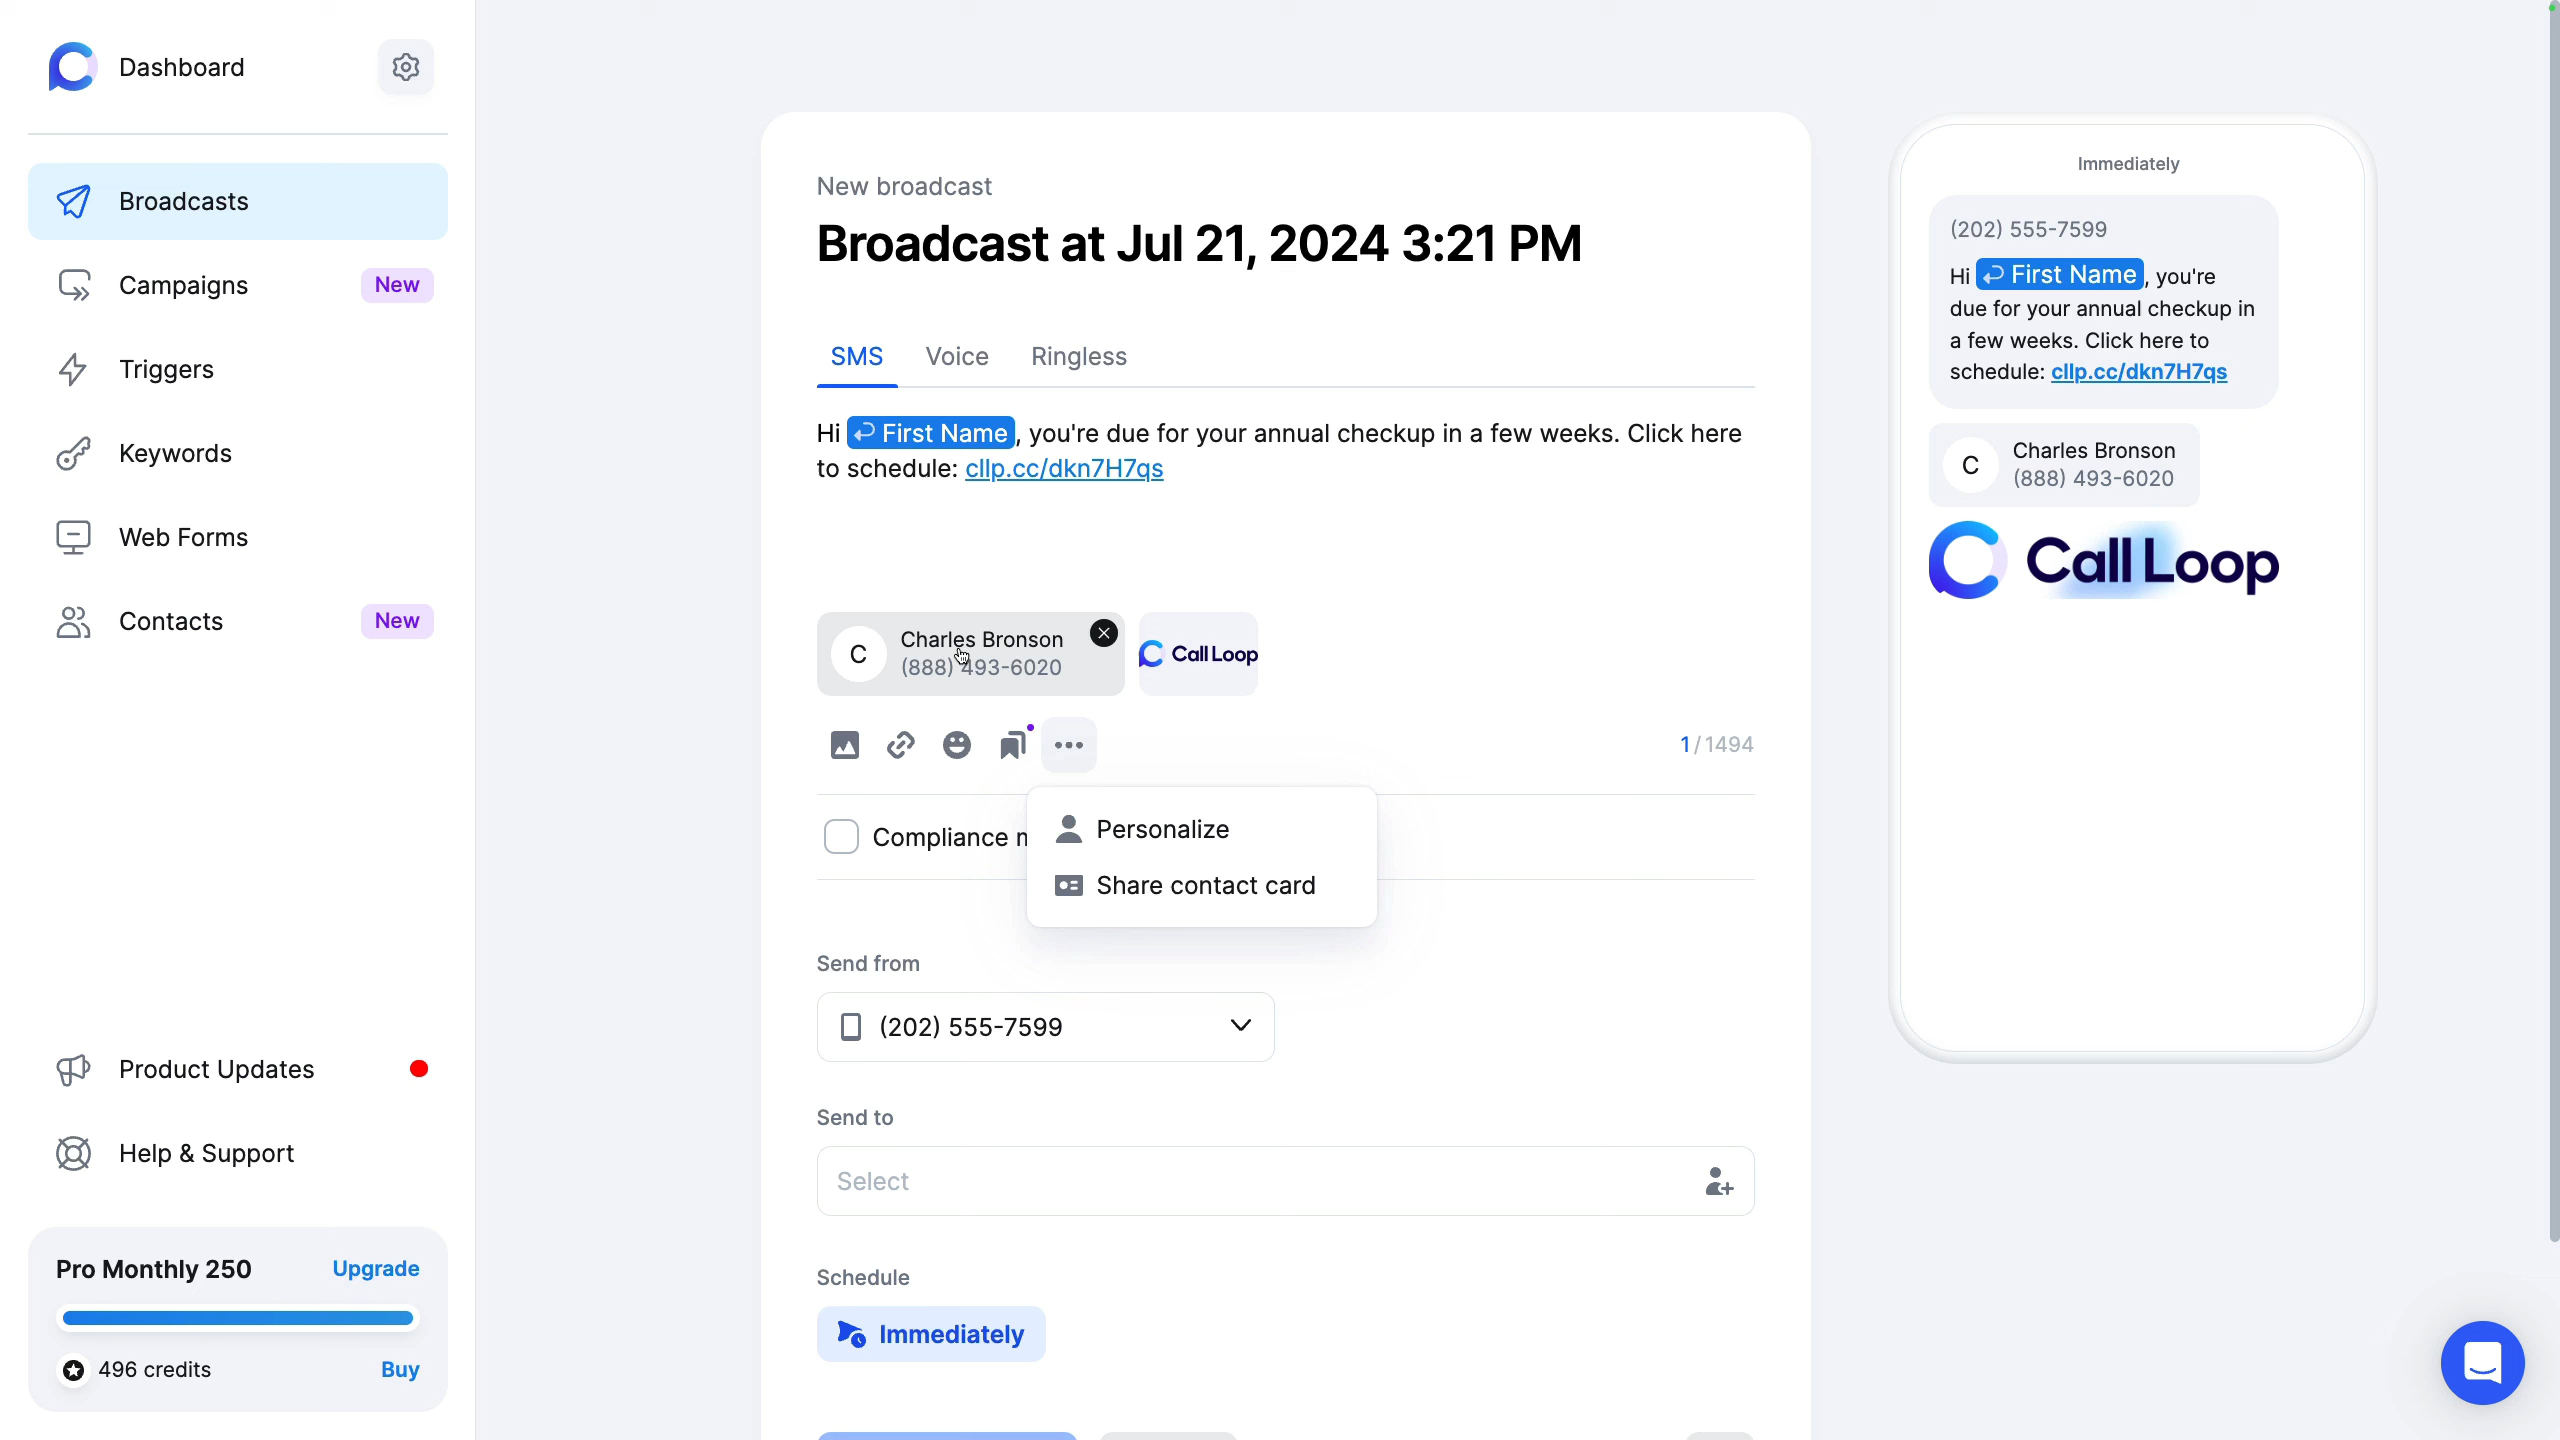 Dashboard
Broadcasts
Campaigns New
Triggers
Keywords
Web Forms
Contacts New
Product Updates
Help & Support
Pro Monthly 250 Upgrade
496 credits Buy
New broadcast
Broadcast at Jul 21, 2024 3:21 PM
SMS Voice Ringless
Hi First Name, you're due for your annual checkup in a few weeks. Click here
to schedule: cllp.cc/dkn7H7qs
C
Charles Bronson
(888) 493-6020
Call Loop
1/1494
Compliance
Personalize
Share contact card
Send from
(202) 555-7599
Send to
Select
Schedule
Immediately
Immediately
(202) 555-7599
Hi First Name, you're
due for your annual checkup in
a few weeks. Click here to
schedule: cllp.cc/dkn7H7qs
C
Charles Bronson
(888) 493-6020
Call Loop